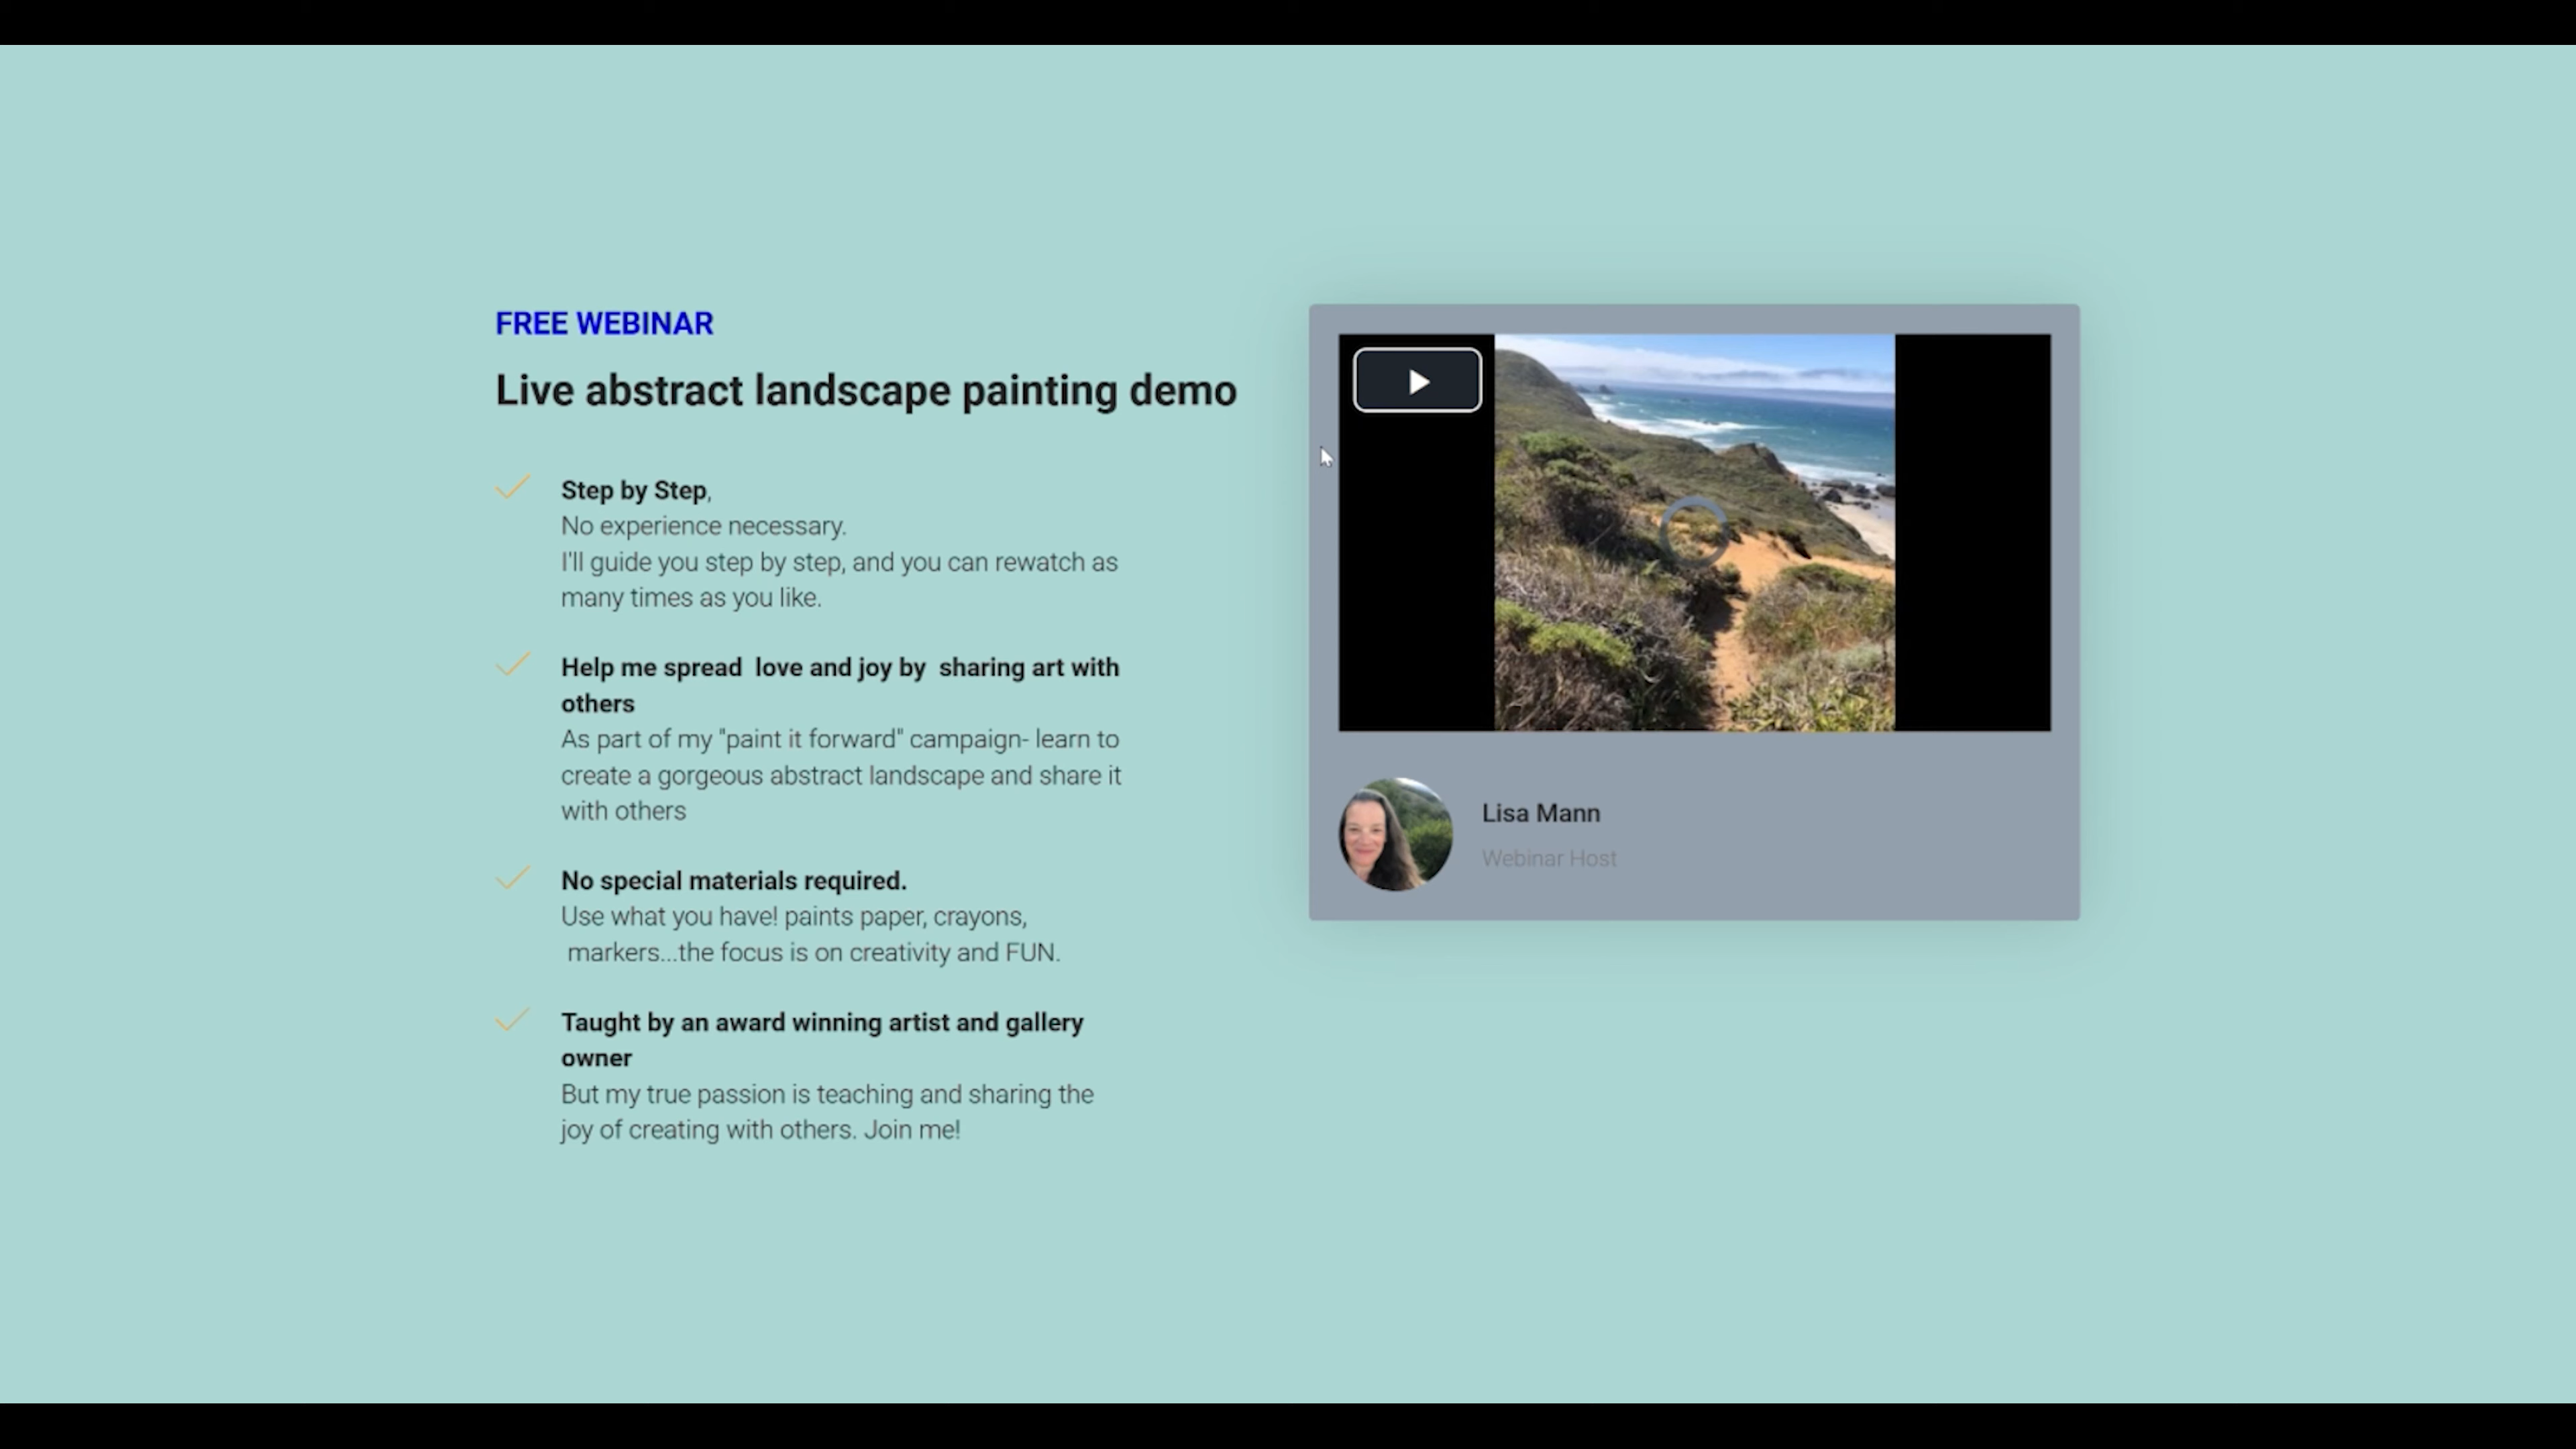 FREE WEBINAR
Live abstract landscape painting demo
Step by Step,
No experience necessary.
I'll guide you step by step, and you can rewatch as
many times as you like.
Help me spread  love and joy by  sharing art with
others
As part of my "paint it forward" campaign- learn to
create a gorgeous abstract landscape and share it
with others
No special materials required.
Use what you have! paints paper, crayons,
markers...the focus is on creativity and FUN.
Taught by an award winning artist and gallery
owner
But my true passion is teaching and sharing the
joy of creating with others. Join me!
Lisa Mann
Webinar Host